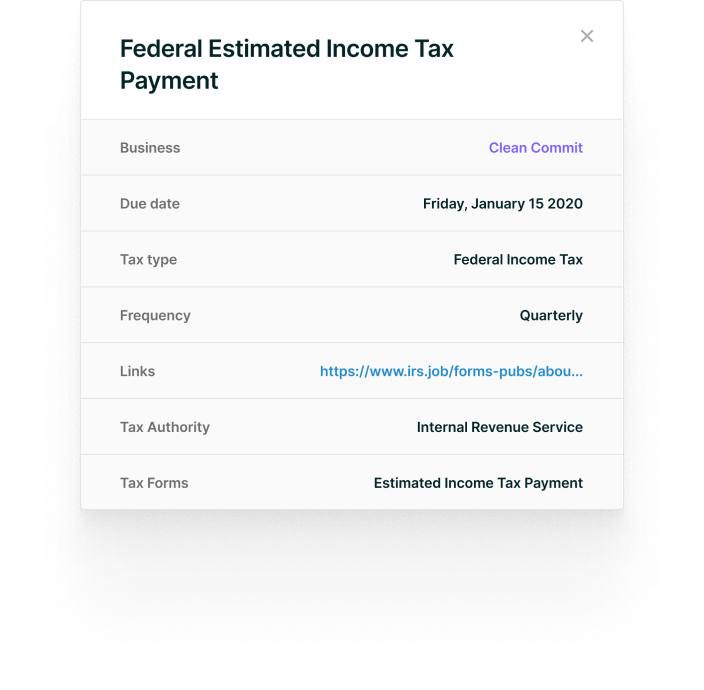 Federal Estimated Income Tax
Payment
Business Clean Commit
Due date Friday, January 15 2020
Tax type Federal Income Tax
Frequency Quarterly
Links https://www.irs.job/forms-pubs/abou...
Tax Authority Internal Revenue Service
Tax Forms Estimated Income Tax Payment